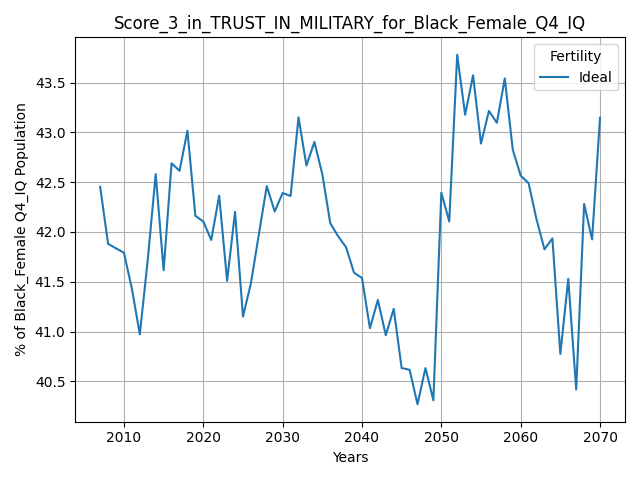 Score_3_in_TRUST_IN_MILITARY_for_Black_Female_Q4_IQ
Fertility
Ideal
% of Black_Female Q4_IQ Population
43.5
43.0
42.5
42.0
41.5
41.0
40.5
2010 2020 2030 2040 2050 2060 2070
Years